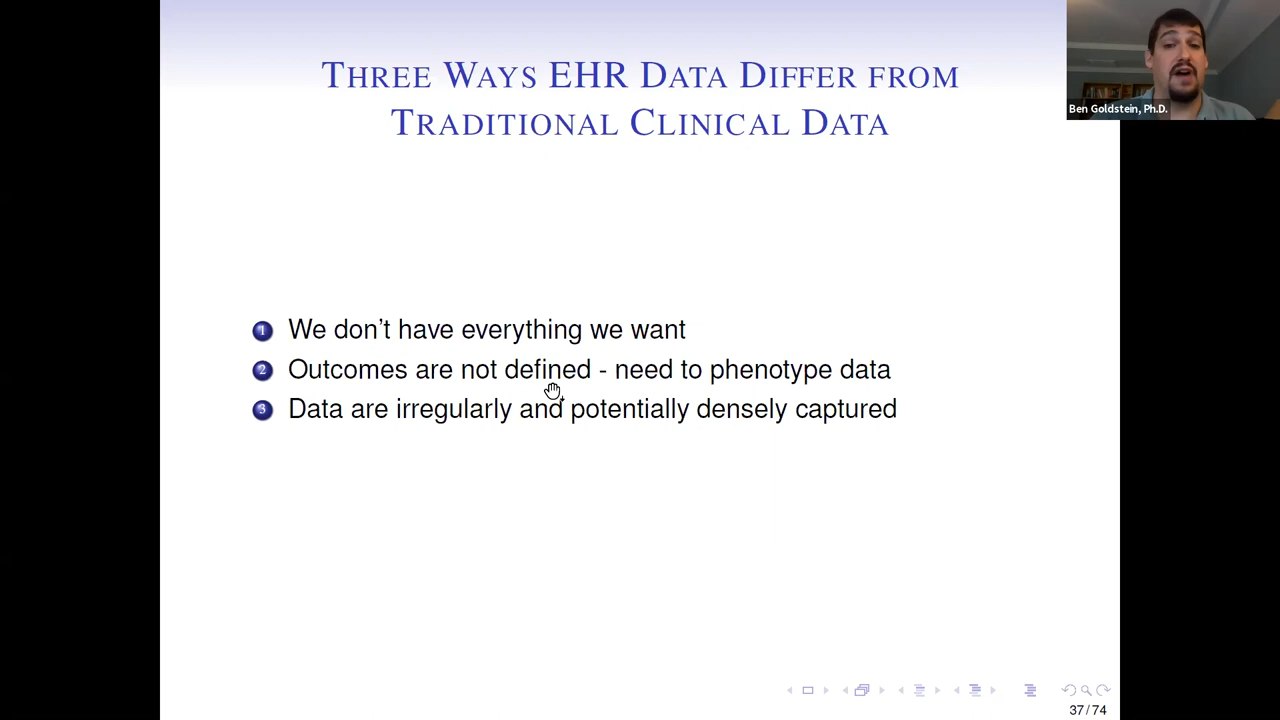 THREE WAYS EHR DATA DIFFER FROM
TRADITIONAL CLINICAL DATA
Ben Goldstein, Ph.D.
1 We don't have everything we want
2 Outcomes are not defined - need to phenotype data
3 Data are irregularly and potentially densely captured
37 / 74